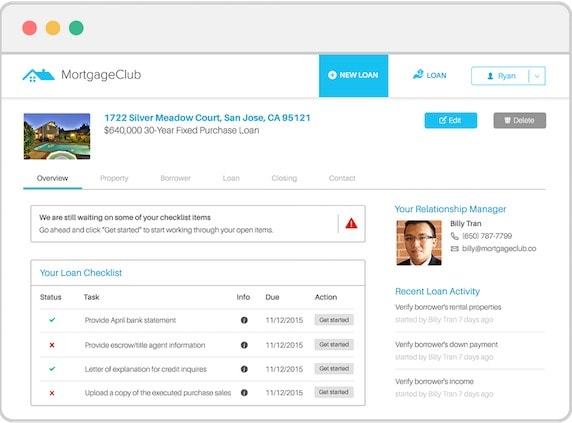 MortgageClub
NEW LOAN
LOAN
Ryan
1722 Silver Meadow Court, San Jose, CA 95121
$640,000 30-Year Fixed Purchase Loan
Edit
Delete
Overview Property Borrower Loan Closing Contact
We are still waiting on some of your checklist items
Go ahead and click "Get started" to start working through your open items.
Your Loan Checklist
Status Task Info Due Action
Provide April bank statement 11/12/2015 Get started
Provide escrow/title agent information 11/12/2015 Get started
Letter of explanation for credit inquires 11/12/2015 Get started
Upload a copy of the executed purchase sales 11/12/2015 Get started
Your Relationship Manager
Billy Tran
(650) 787-7799
billy@mortgageclub.co
Recent Loan Activity
Verify borrower's rental properties
started by Billy Tran 7 days ago
Verify borrower's down payment
started by Billy Tran 7 days ago
Verify borrower's income
started by Billy Tran 7 days ago